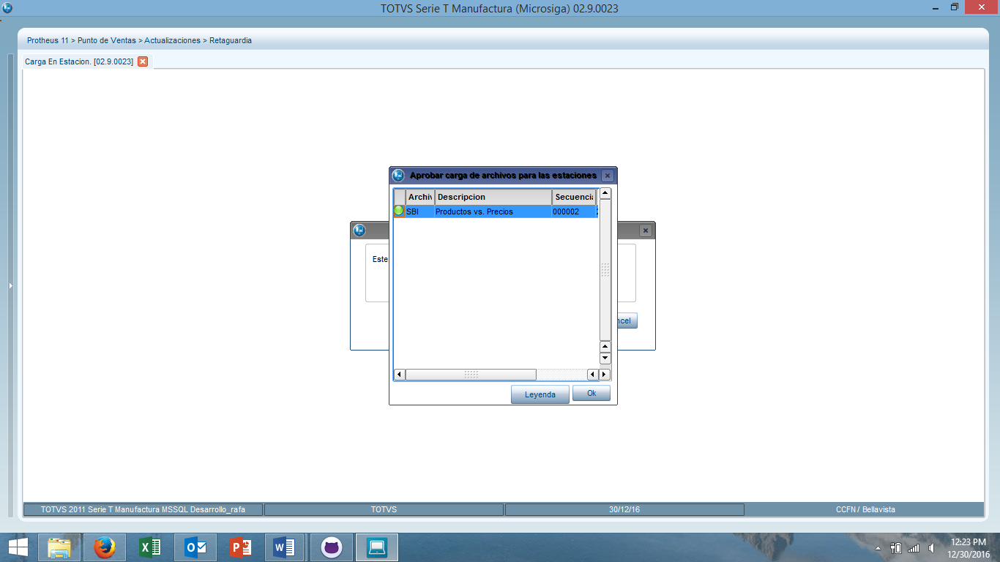 TOTVS Serie T Manufactura (Microsiga) 02.9.0023
Protheus 11 > Punto de Ventas > Actualizaciones > Retaguardia
Carga En Estacion. [02.9.0023]
Aprobar carga de archivos para las estaciones
Archiv Descripcion Secuencia
SBI Productos vs. Precios 000002
Este
ncel
Leyenda Ok
TOTVS 2011 Serie T Manufactura MSSQL Desarrollo_rafa TOTVS 30/12/16 CCFN / Bellavista
12:23 PM
12/30/2016